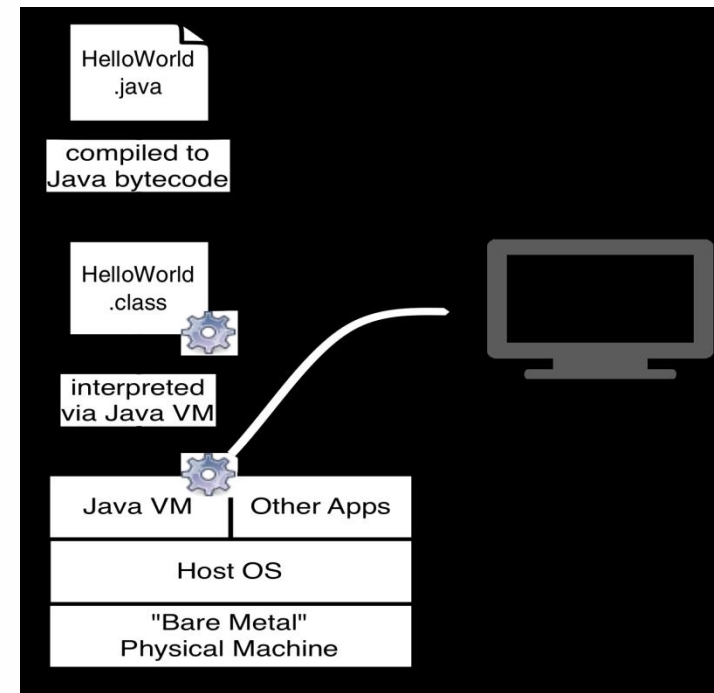 HelloWorld
.java
compiled to
Java bytecode
HelloWorld
.class
interpreted
via Java VM
Java VM
Other Apps
Host OS
"Bare Metal"
Physical Machine